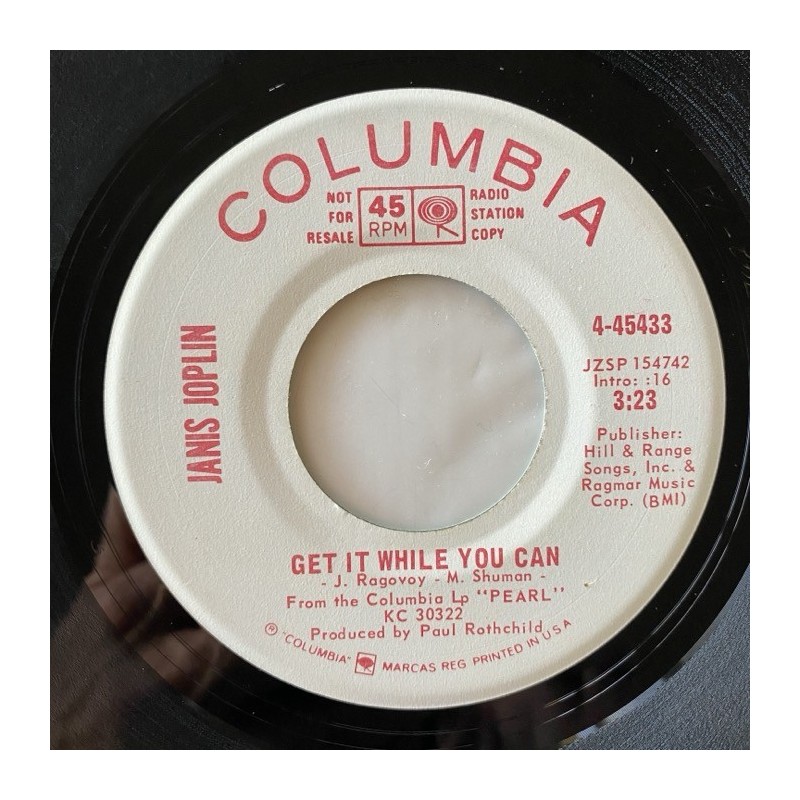 COLUMBIA
NOT
FOR
RESALE
45
RPM
RADIO
STATION
COPY
JANIS JOPLIN
4-45433
JZSP 154742
Intro: :16
3:23
Publisher:
Hill & Range
Songs, Inc. &
Ragmar Music
Corp. (BMI)
GET IT WHILE YOU CAN
- J. Ragovoy - M. Shuman -
From the Columbia Lp "PEARL"
KC 30322
Produced by Paul Rothchild
® "COLUMBIA" MARCAS REG PRINTED IN U S A